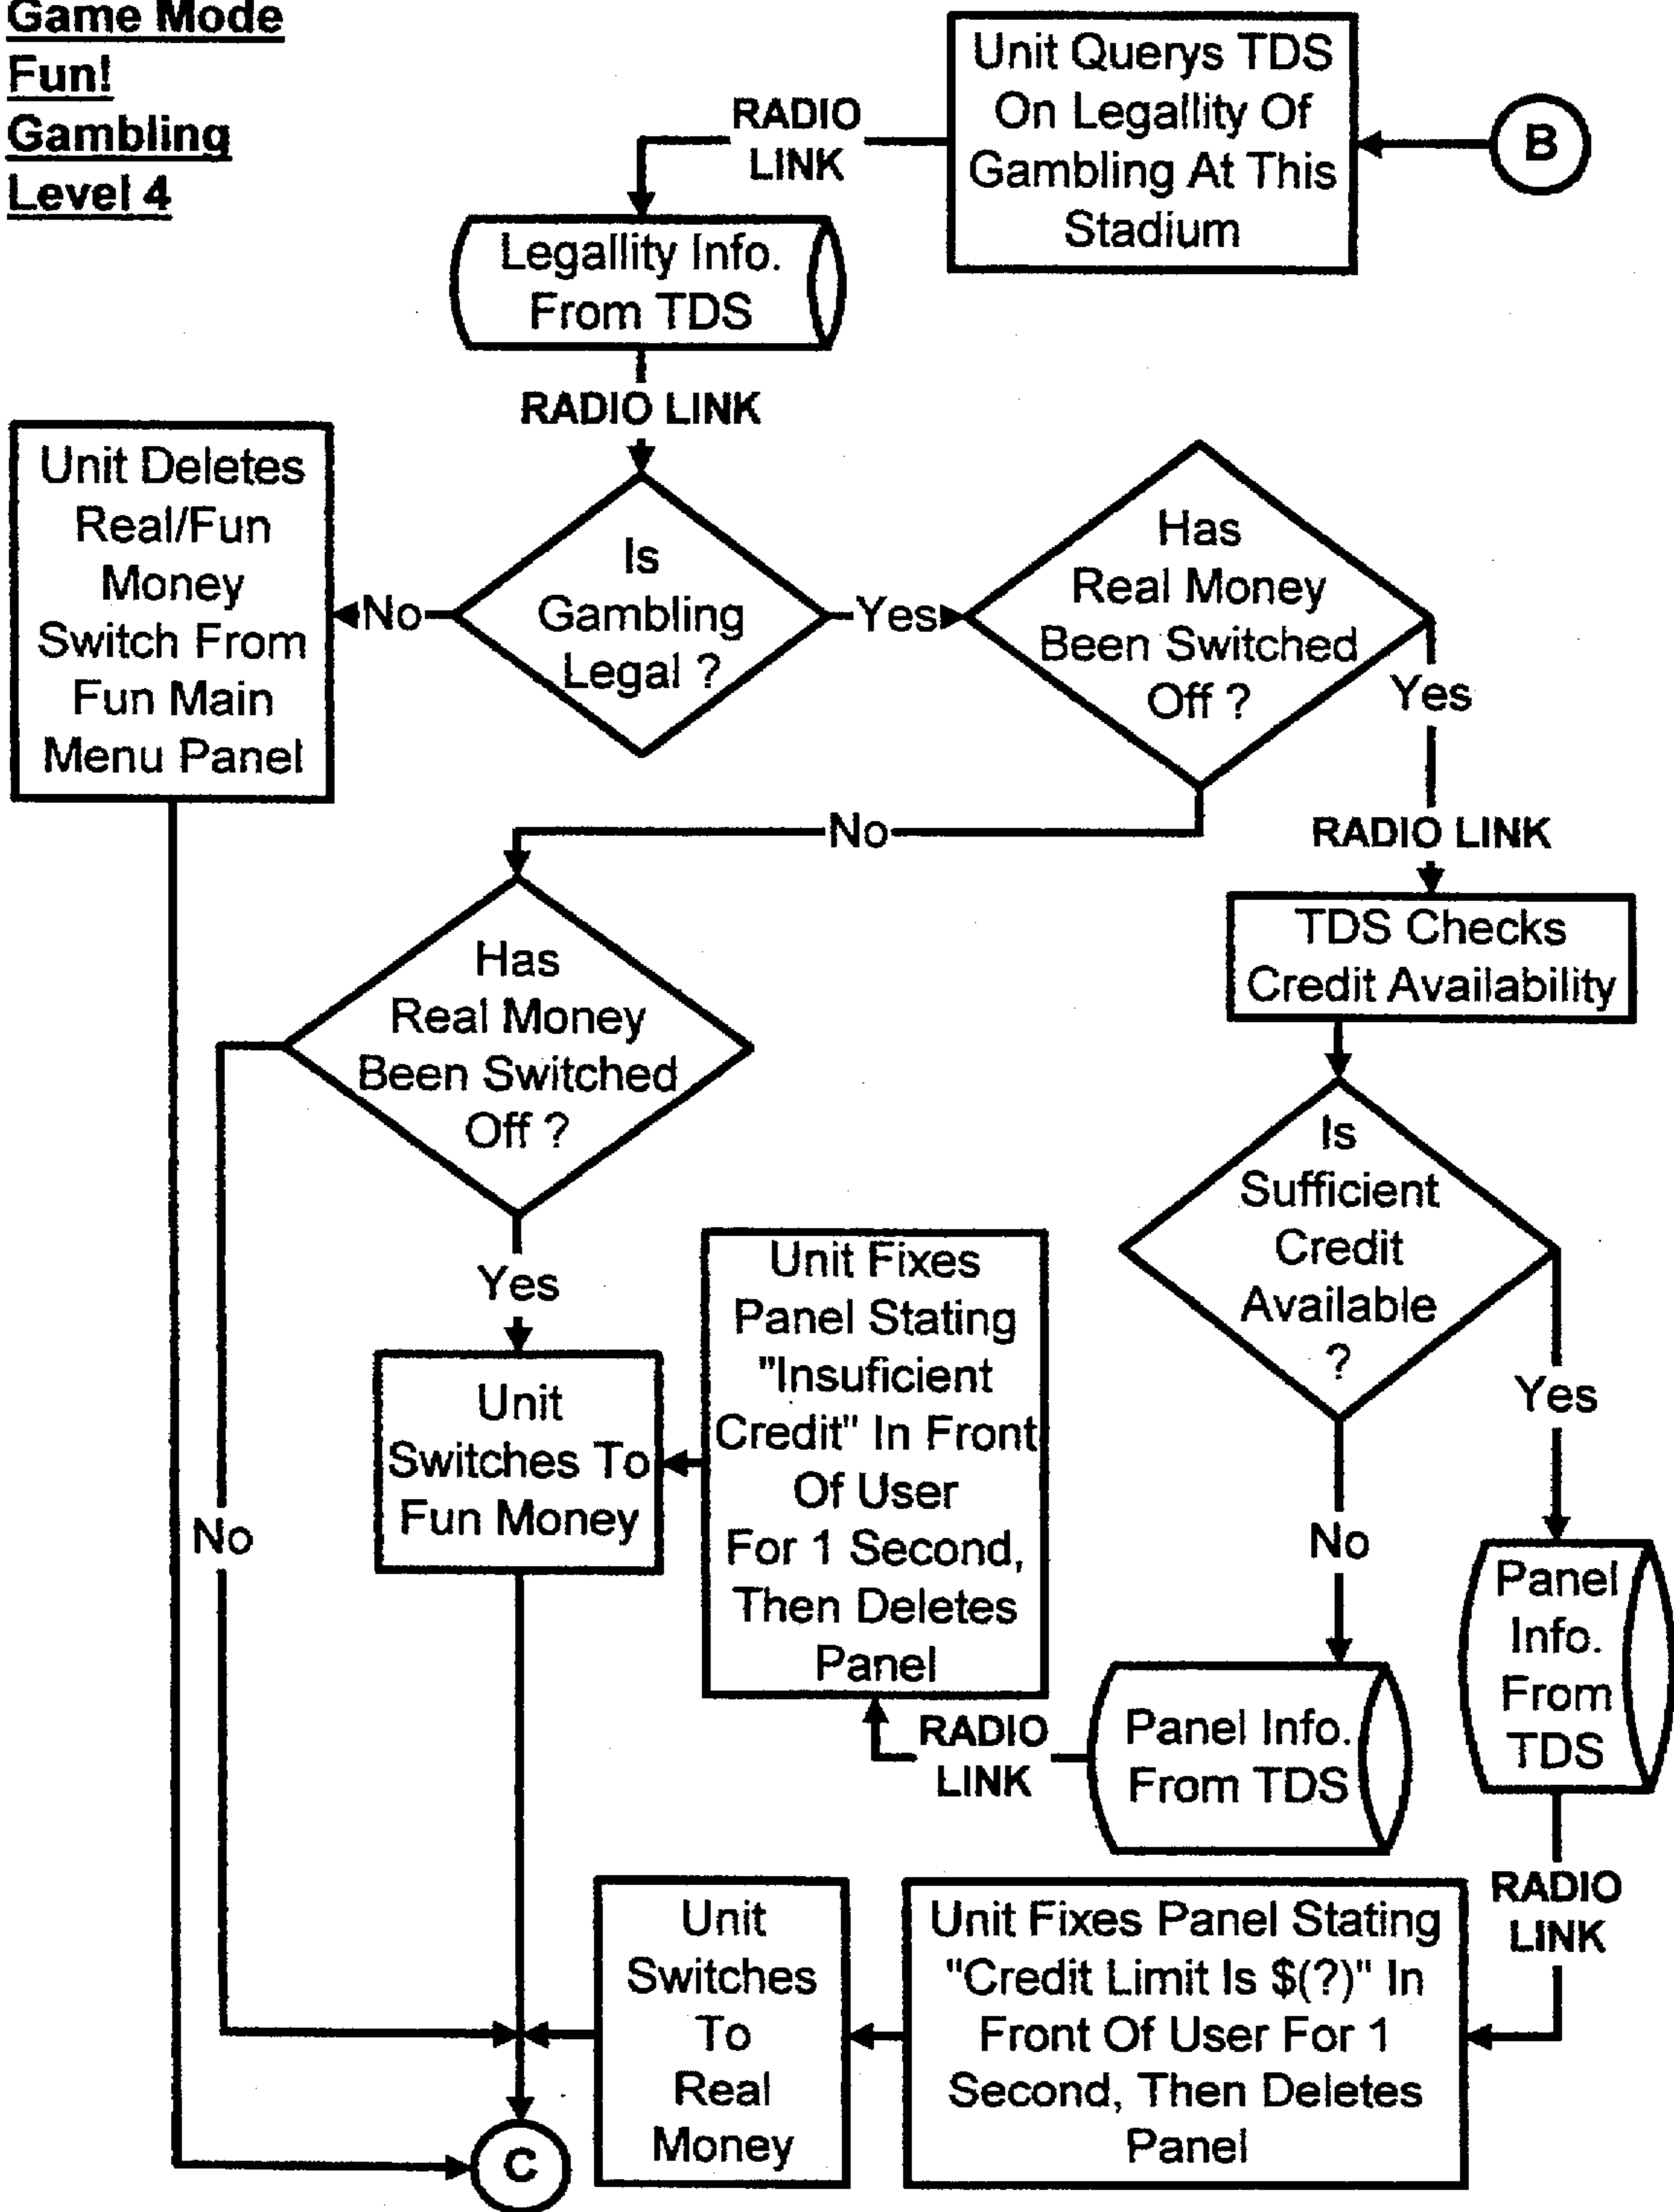 Game Mode
Fun!
Gambling
Level 4
Unit Querys TDS
On Legallity Of
Gambling At This
Stadium
B
RADIO
LINK
Legallity Info.
From TDS
RADIO LINK
Unit Deletes
Real/Fun
Money
Switch From
Fun Main
Menu Panel
No
Is
Gambling
Legal ?
Yes
Has
Real Money
Been Switched
Off ?
Yes
No
RADIO LINK
TDS Checks
Credit Availability
Has
Real Money
Been Switched
Off ?
Is
Sufficient
Credit
Available
?
Yes
No
Unit
Switches To
Fun Money
Unit Fixes
Panel Stating
"Insuficient
Credit" In Front
Of User
For 1 Second,
Then Deletes
Panel
No
Yes
Panel
Info.
From
TDS
RADIO
LINK
Panel Info.
From TDS
RADIO
LINK
Unit
Switches
To
Real
Money
Unit Fixes Panel Stating
"Credit Limit Is $(?)" In
Front Of User For 1
Second, Then Deletes
Panel
C